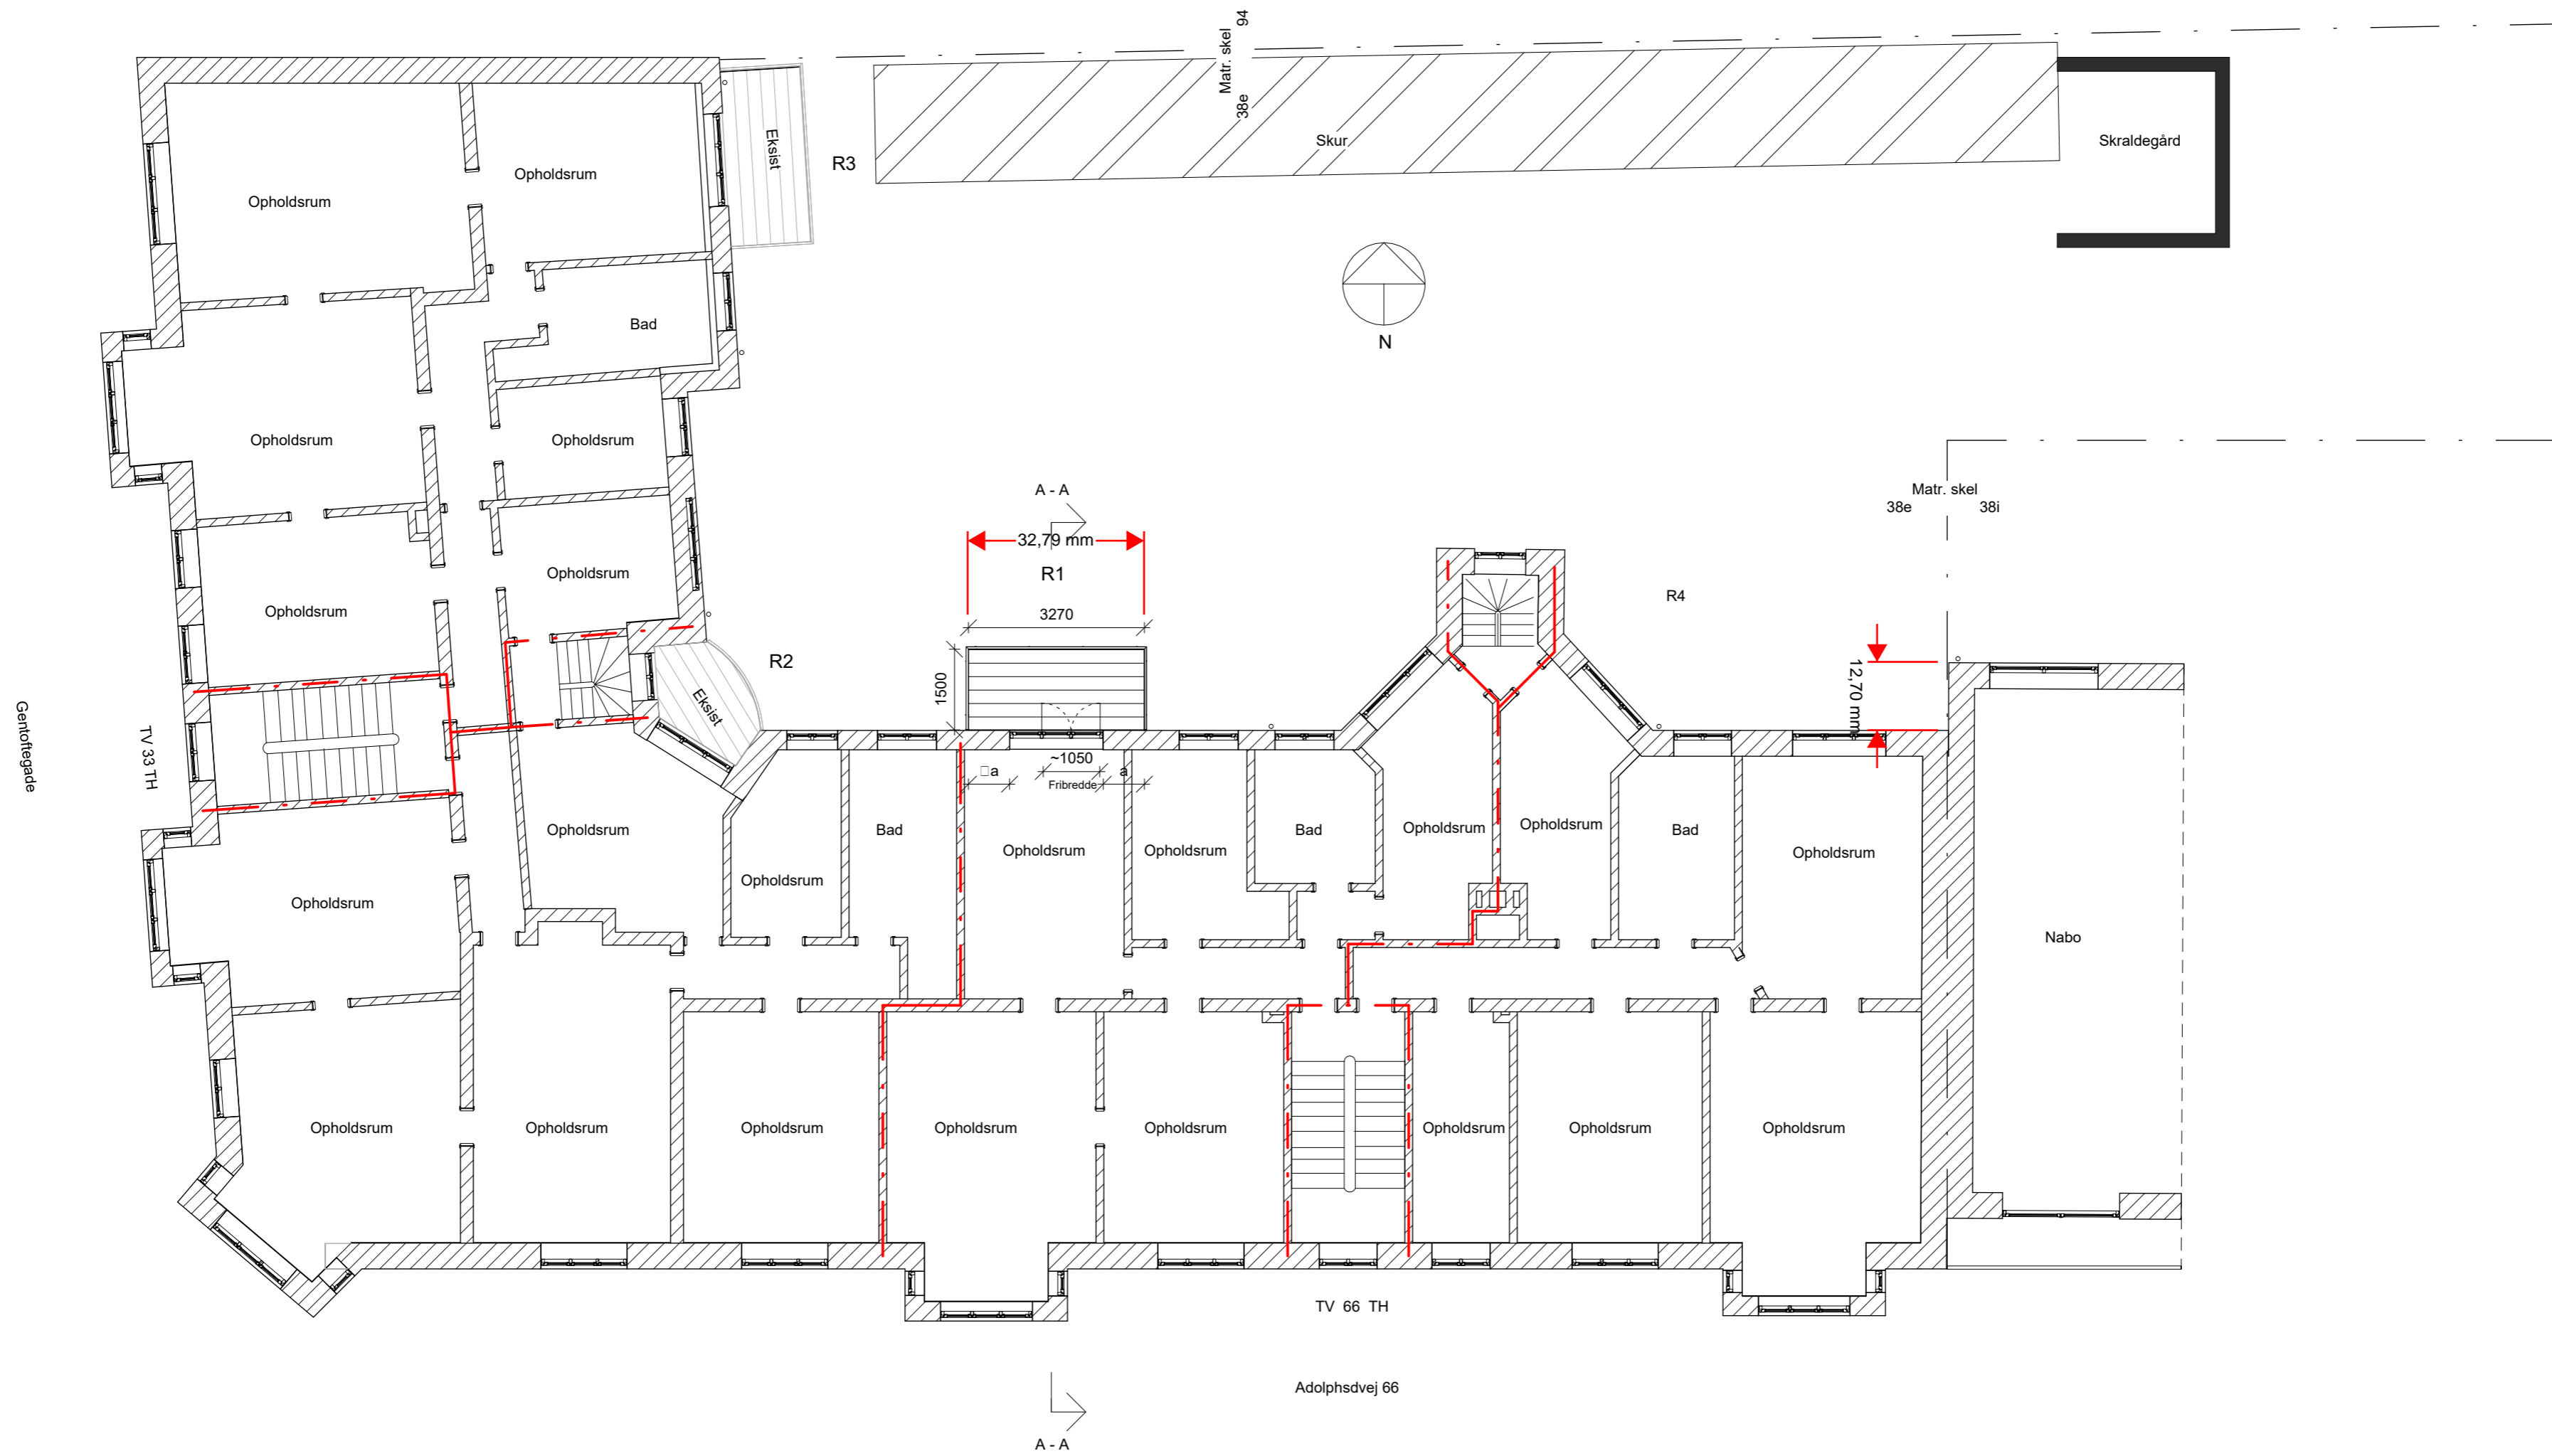 Matr. skel
94
38e
Eksist
R3
Skur
Skraldegård
Opholdsrum
Opholdsrum
Bad
N
Opholdsrum
Opholdsrum
A - A
Matr. skel
38e
38i
32,79 mm
R1
Opholdsrum
R4
Opholdsrum
3270
R2
1500
12,70 mm
Eksist
Gentoftegade
TV 33 TH
~1050
a
a
Fribredde
Opholdsrum
Bad
Opholdsrum
Opholdsrum
Bad
Opholdsrum
Opholdsrum
Bad
Opholdsrum
Opholdsrum
Opholdsrum
Nabo
Opholdsrum
Opholdsrum
Opholdsrum
Opholdsrum
Opholdsrum
Opholdsrum
Opholdsrum
Opholdsrum
TV 66 TH
Adolphsdvej 66
A - A